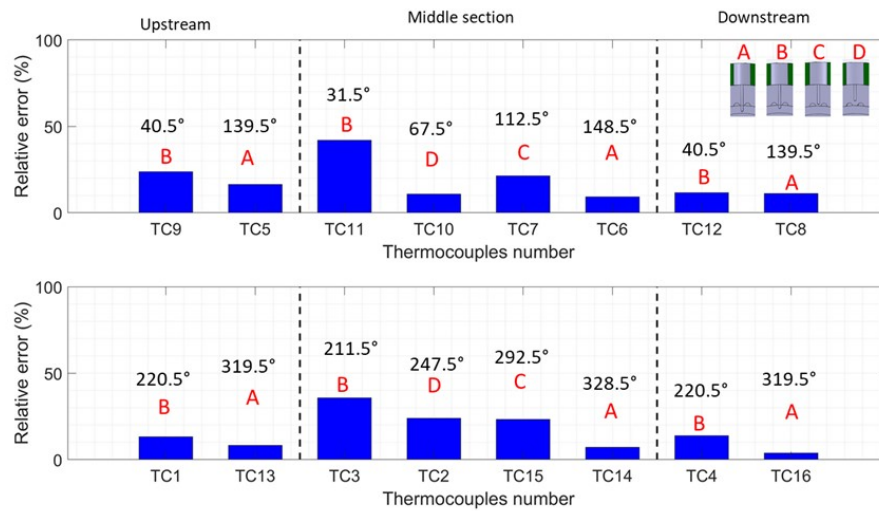 Upstream Middle section Downstream
100
A B C D
31.5°
40.5° 139.5° B 67.5° 112.5° 148.5° 40.5° 139.5°
50
B A D C A B A
0
Relative error (%)
TC9 TC5 TC11 TC10 TC7 TC6 TC12 TC8
Thermocouples number
100
211.5° 247.5° 292.5°
220.5° 319.5° 328.5° 220.5° 319.5°
50
B A B D C A B A
0
Relative error (%)
TC1 TC13 TC3 TC2 TC15 TC14 TC4 TC16
Thermocouples number